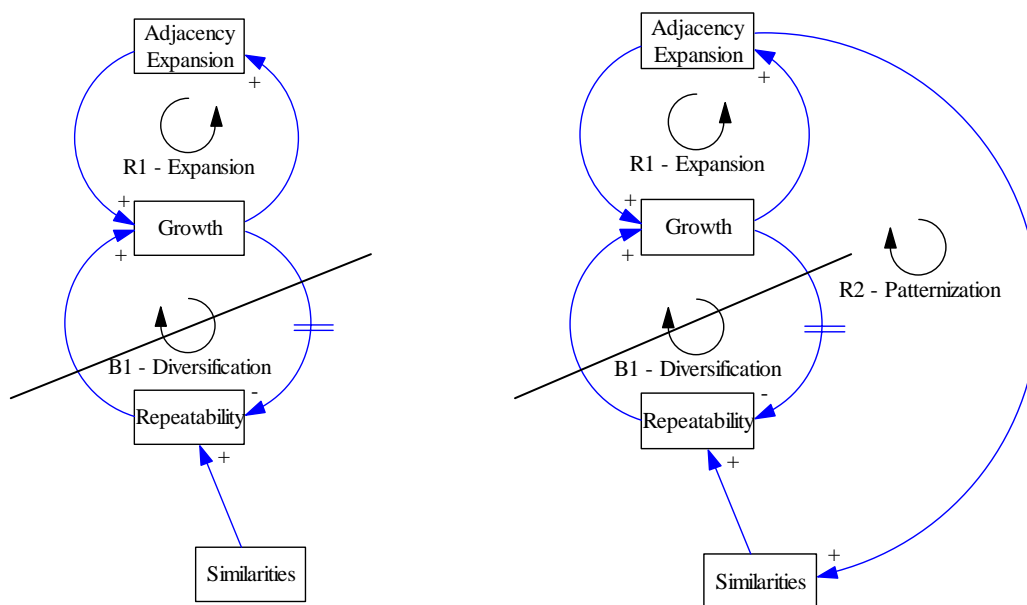 Adjacency
Expansion
+
R1 - Expansion
+
Growth
+
B1 - Diversification
-
Repeatability
+
Similarities
Adjacency
Expansion
+
R1 - Expansion
+
Growth
+
R2 - Patternization
B1 - Diversification
-
Repeatability
+
+
Similarities